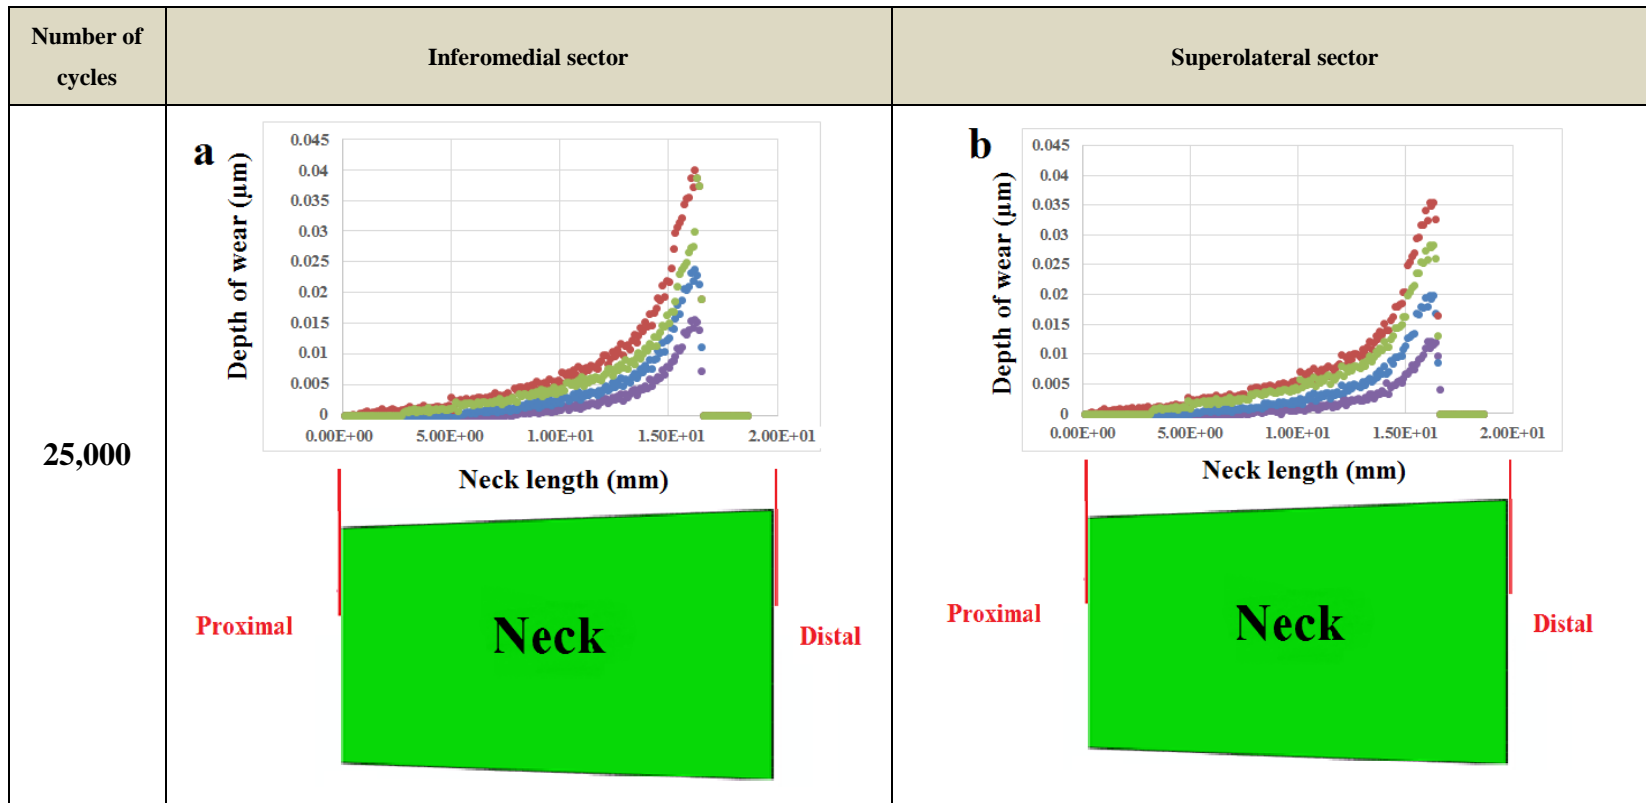 Number of
cycles
Inferomedial sector
Superolateral sector
25,000
a
Depth of wear (μm)
0.045
0.04
0.035
0.03
0.025
0.02
0.015
0.01
0.005
0
0.00E+00 5.00E+00 1.00E+01 1.50E+01 2.00E+01
Neck length (mm)
Proximal
Neck
Distal
b
Depth of wear (μm)
0.045
0.04
0.035
0.03
0.025
0.02
0.015
0.01
0.005
0
0.00E+00 5.00E+00 1.00E+01 1.50E+01 2.00E+01
Neck length (mm)
Proximal
Neck
Distal